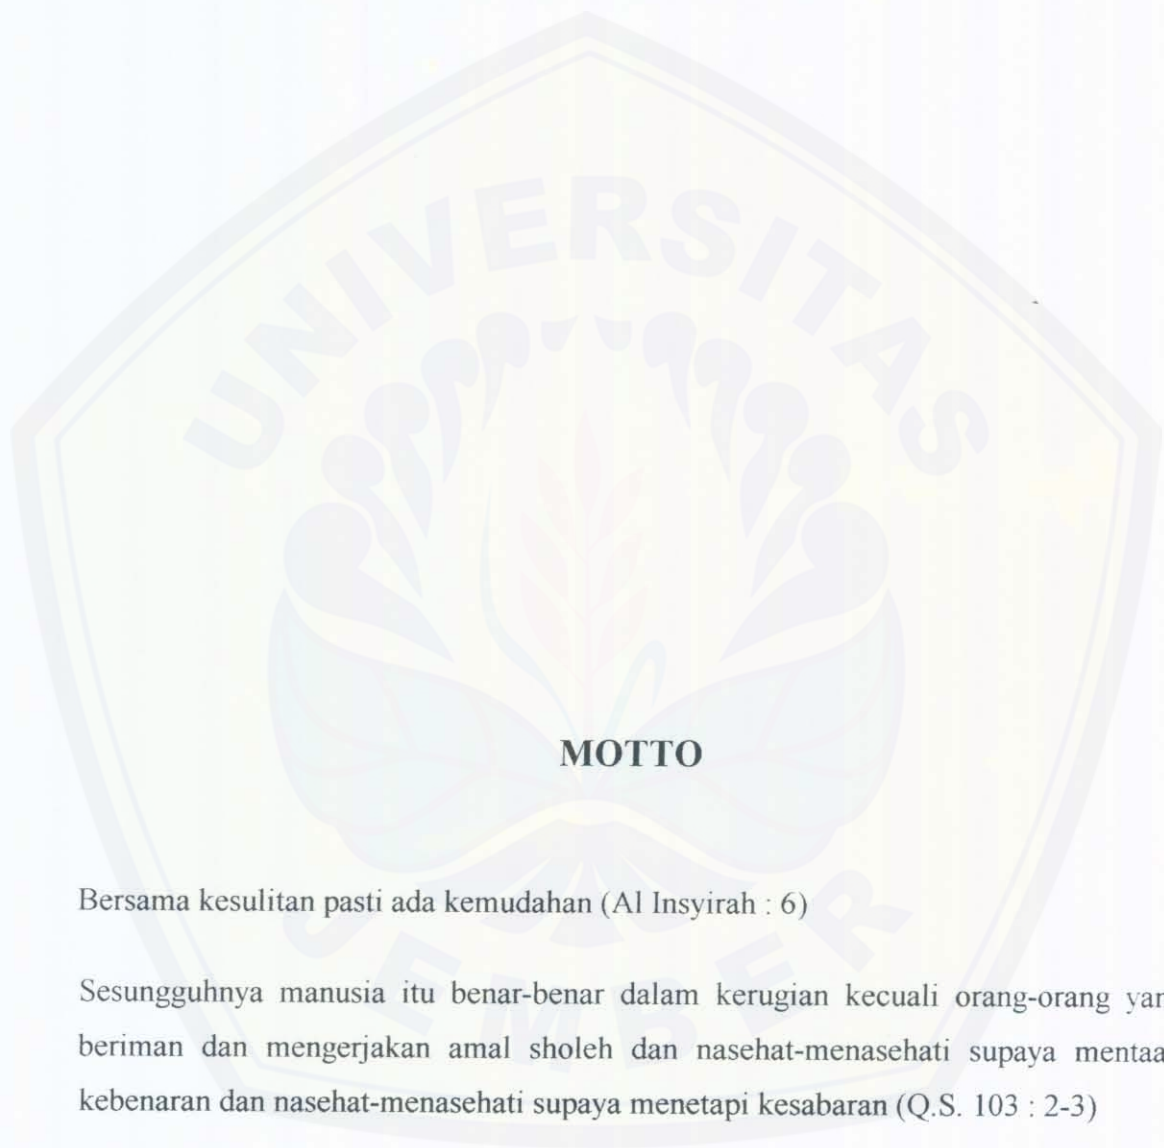 UNIVERSITAS
MOTTO
Bersama kesulitan pasti ada kemudahan (Al Insyirah : 6)
Sesungguhnya manusia itu benar-benar dalam kerugian kecuali orang-orang
beriman dan mengerjakan amal sholeh dan nasehat-menasehati supaya
kebenaran dan nasehat-menasehati supaya menetapi kesabaran (Q.S. 103 : 2-3)
JEMBER